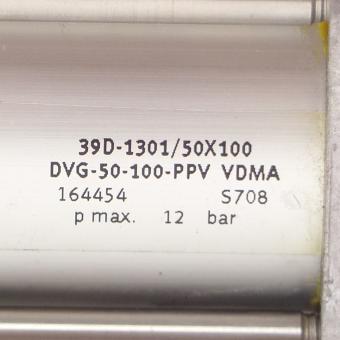 39D-1301/50X100
DVG-50-100-PPV VDMA
164454 S708
p max. 12 bar